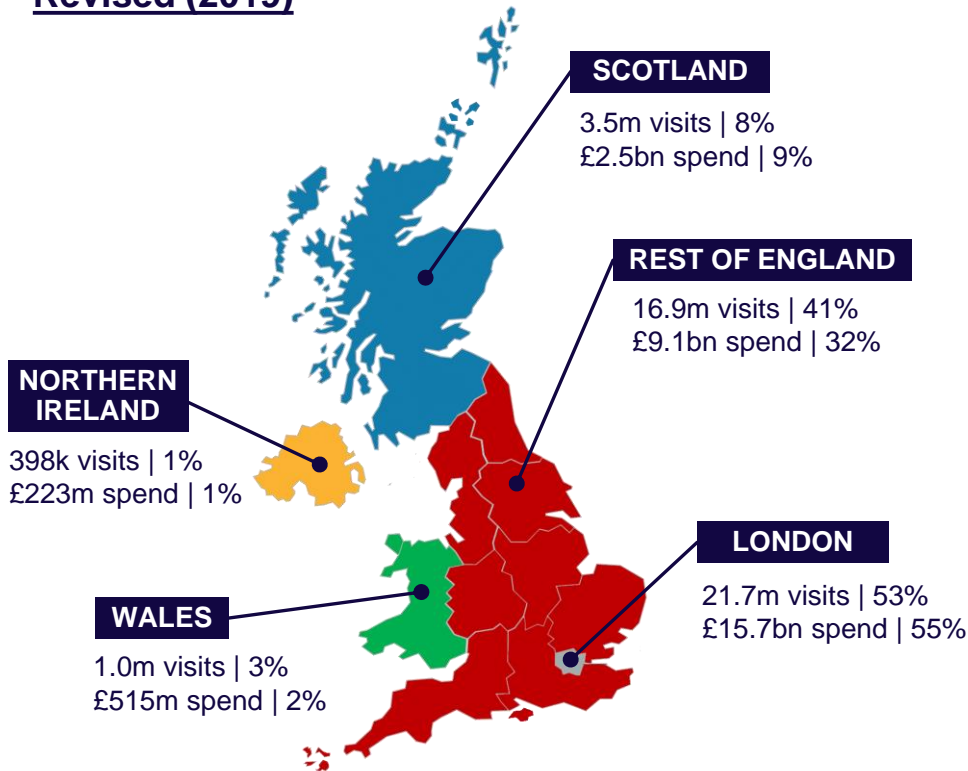 Revised (2019)
SCOTLAND
3.5m visits | 8%
£2.5bn spend | 9%
REST OF ENGLAND
16.9m visits | 41%
£9.1bn spend | 32%
NORTHERN
IRELAND
398k visits | 1%
£223m spend | 1%
LONDON
21.7m visits | 53%
£15.7bn spend | 55%
WALES
1.0m visits | 3%
£515m spend | 2%